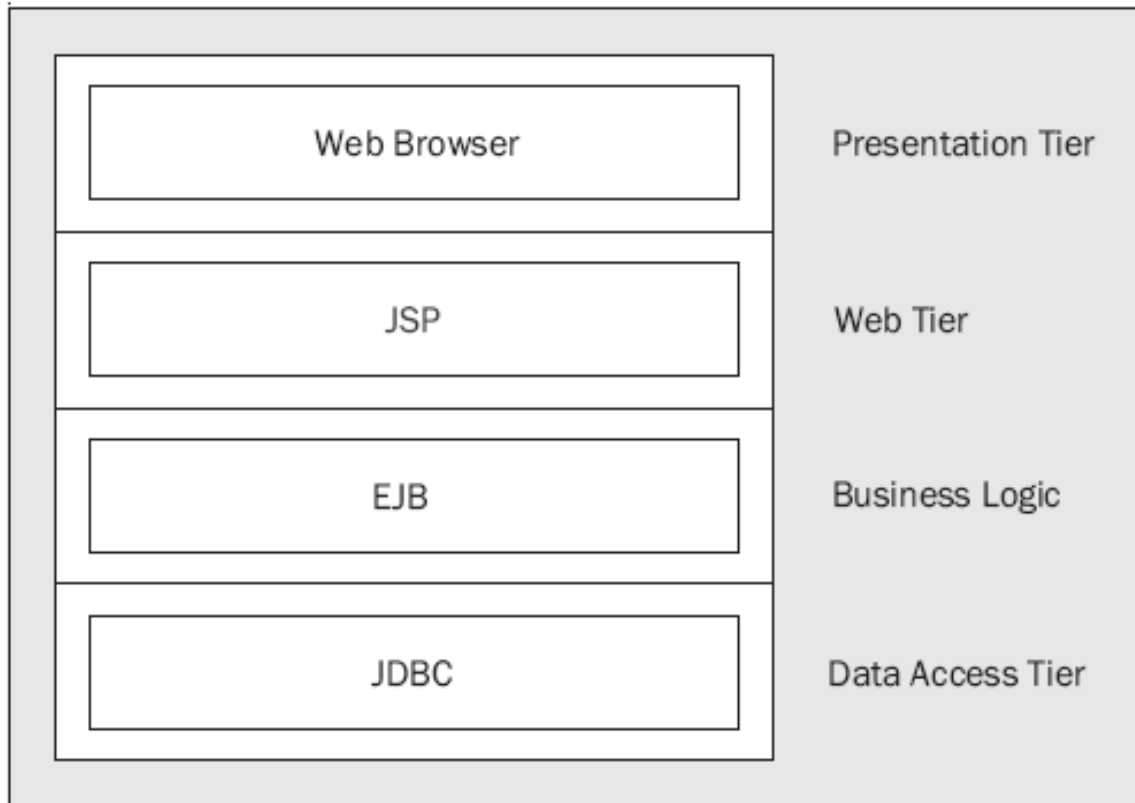 Web Browser
Presentation Tier
JSP
Web Tier
EJB
Business Logic
JDBC
Data Access Tier